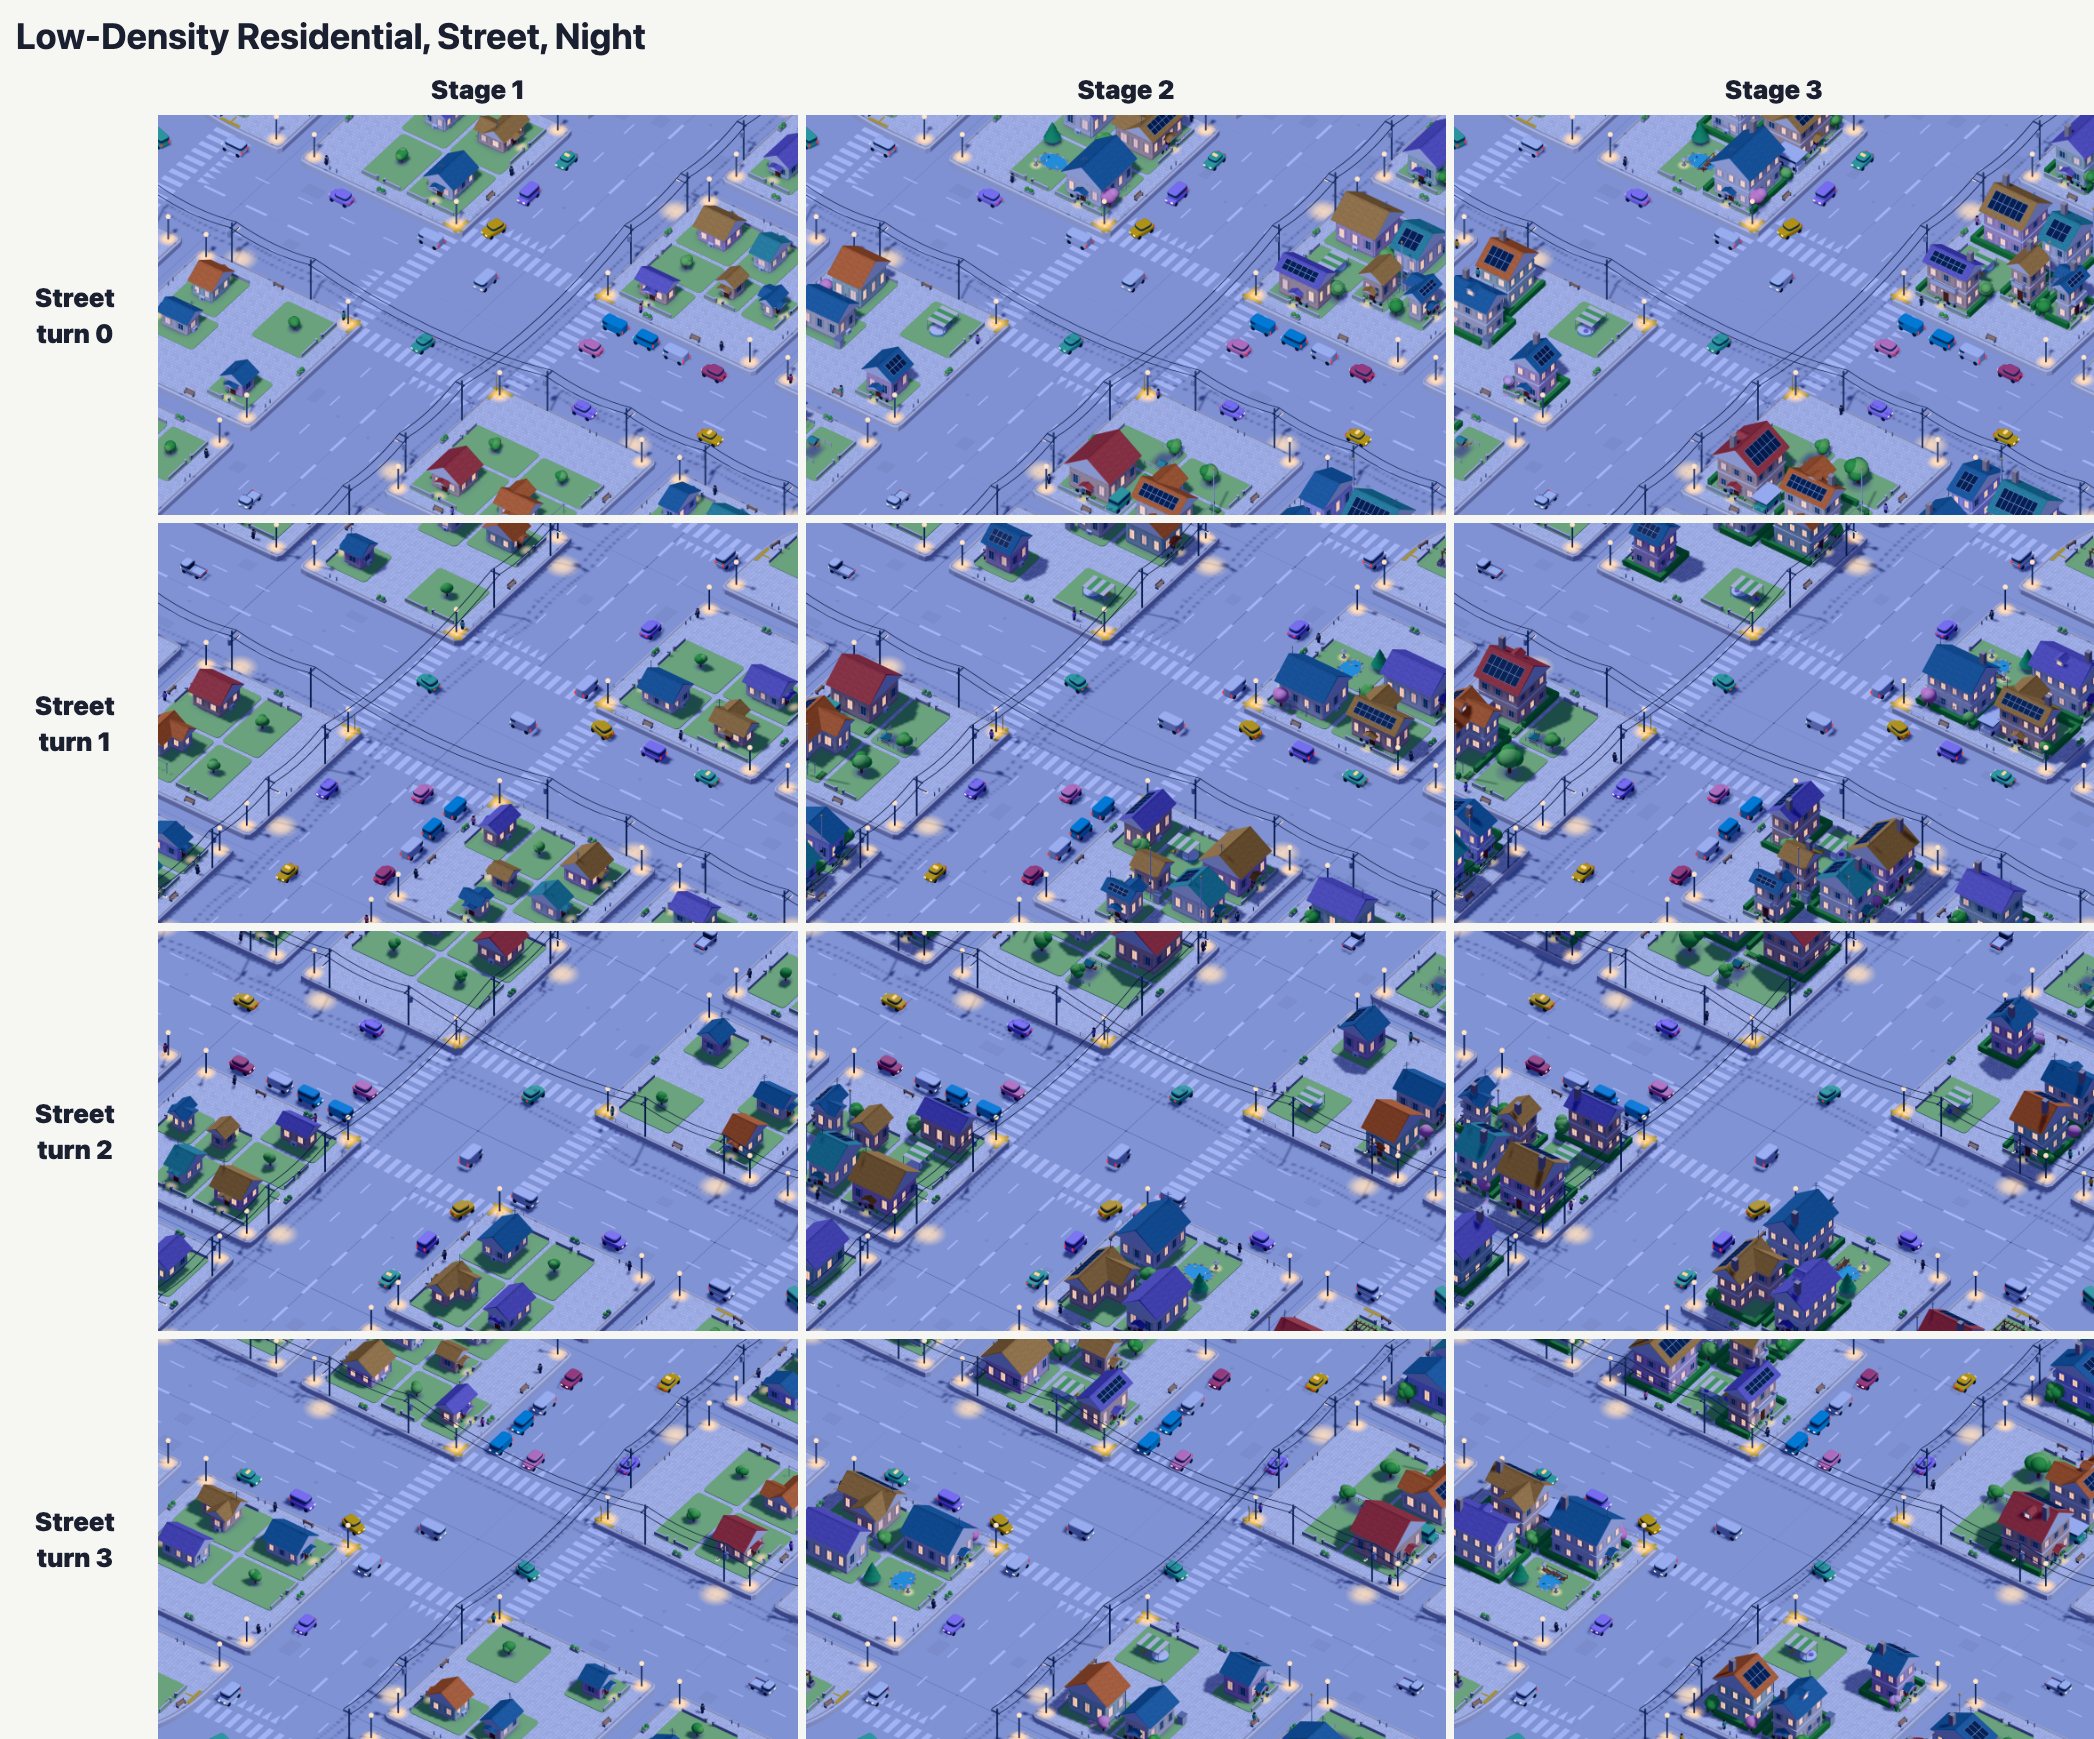 Low-Density Residential, Street, Night
Stage 1
Stage 2
Stage 3
Street
turn 0
Street
turn 1
Street
turn 2
Street
turn 3